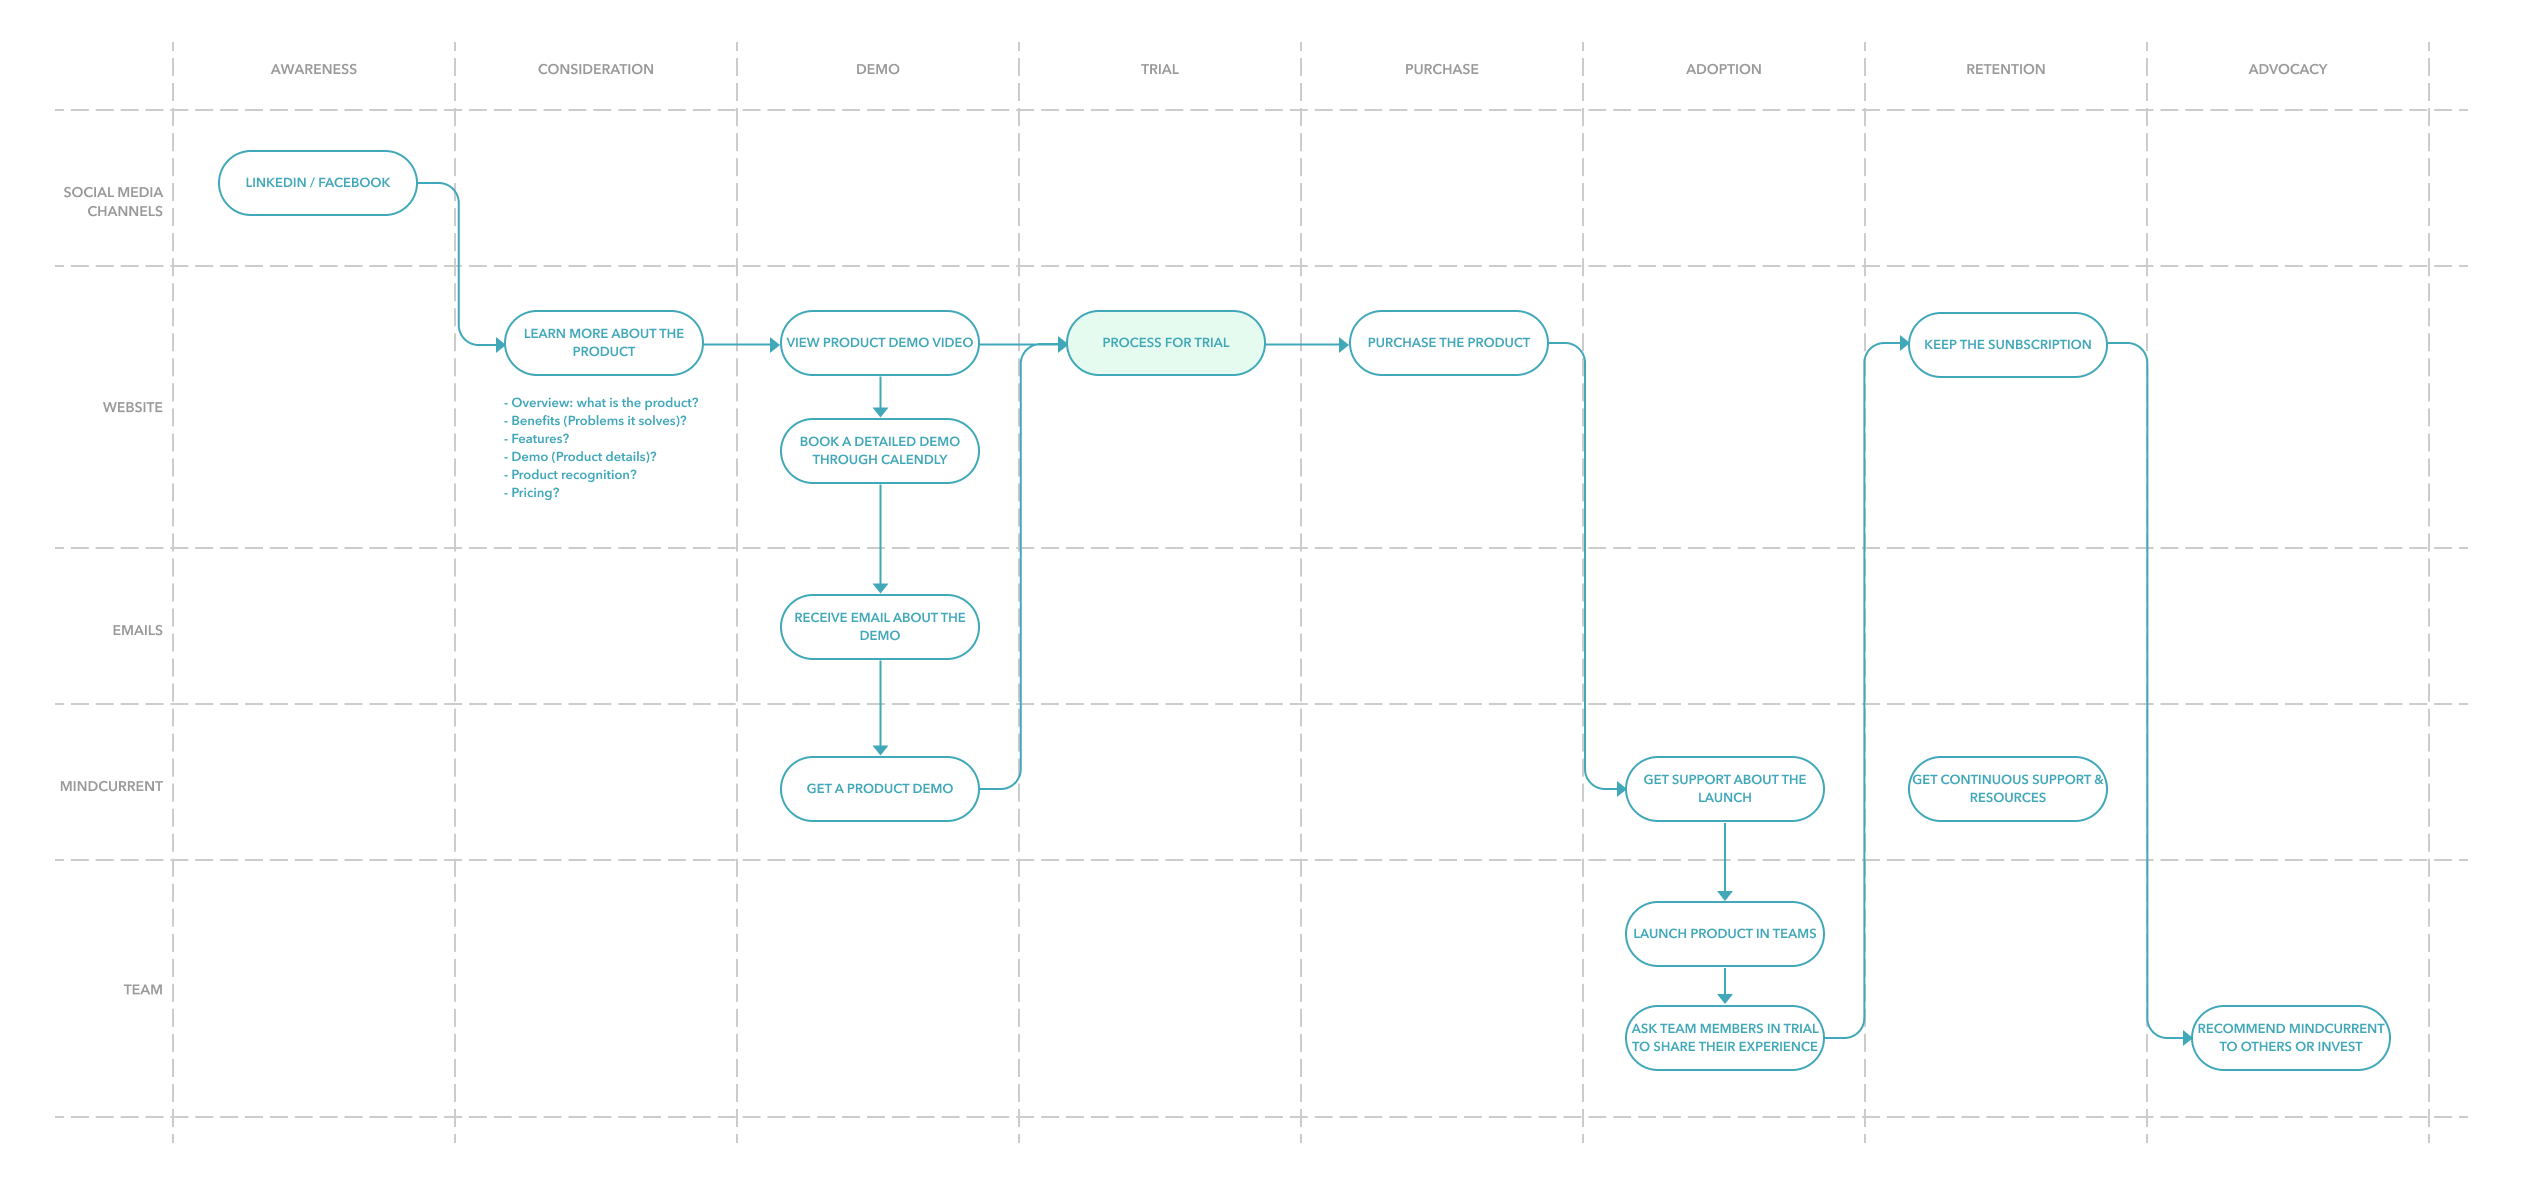 AWARENESS
CONSIDERATION
DEMO
TRIAL
PURCHASE
ADOPTION
RETENTION
ADVOCACY
SOCIAL MEDIA
CHANNELS
LINKEDIN / FACEBOOK
WEBSITE
LEARN MORE ABOUT THE
PRODUCT
- Overview: what is the product?
- Benefits (Problems it solves)?
- Features?
- Demo (Product details)?
- Product recognition?
- Pricing?
VIEW PRODUCT DEMO VIDEO
BOOK A DETAILED DEMO
THROUGH CALENDLY
PROCESS FOR TRIAL
PURCHASE THE PRODUCT
KEEP THE SUNBSCRIPTION
EMAILS
RECEIVE EMAIL ABOUT THE
DEMO
MINDCURRENT
GET A PRODUCT DEMO
GET SUPPORT ABOUT THE
LAUNCH
GET CONTINUOUS SUPPORT &
RESOURCES
TEAM
LAUNCH PRODUCT IN TEAMS
ASK TEAM MEMBERS IN TRIAL
TO SHARE THEIR EXPERIENCE
RECOMMEND MINDCURRENT
TO OTHERS OR INVEST